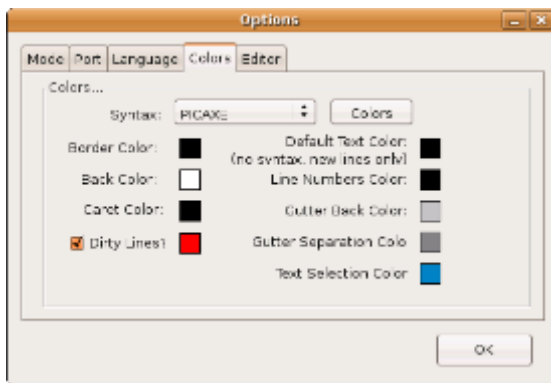 Options
Mode Port Language Colors Editor
Colors...
Syntax: PICAXE Colors
Border Color:
Default Text Color:
(no syntax, new lines only)
Back Color:
Line Numbers Color:
Caret Color:
Gutter Back Color:
Dirty Lines1
Gutter Separation Colo
Text Selection Color
OK